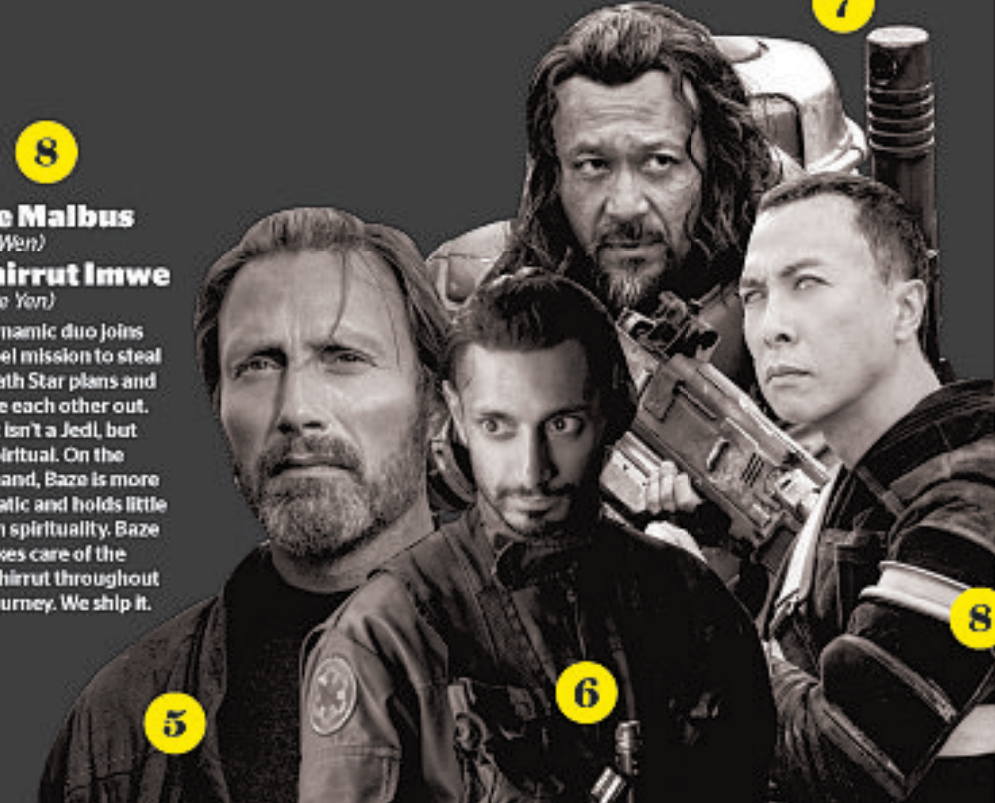 7
8
e Malbus
Wen)
hirrut Imwe
e Yen)
namic duo joins
el mission to steal
ath Star plans and
e each other out.
t isn't a Jedi, but
iritual. On the
and, Baze is more
atic and holds little
n spirituality. Baze
kes care of the
hirrut throughout
urney. We ship it.
5
6
8